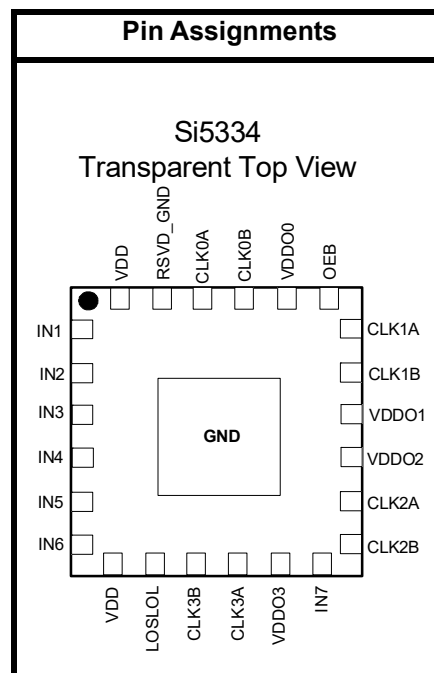 Pin Assignments
Si5334
Transparent Top View
VDD
RSVD_GND
CLK0A
CLK0B
VDDO0
OEB
IN1
IN2
IN3
IN4
IN5
IN6
GND
CLK1A
CLK1B
VDDO1
VDDO2
CLK2A
CLK2B
VDD
LOSLOL
CLK3B
CLK3A
VDDO3
IN7